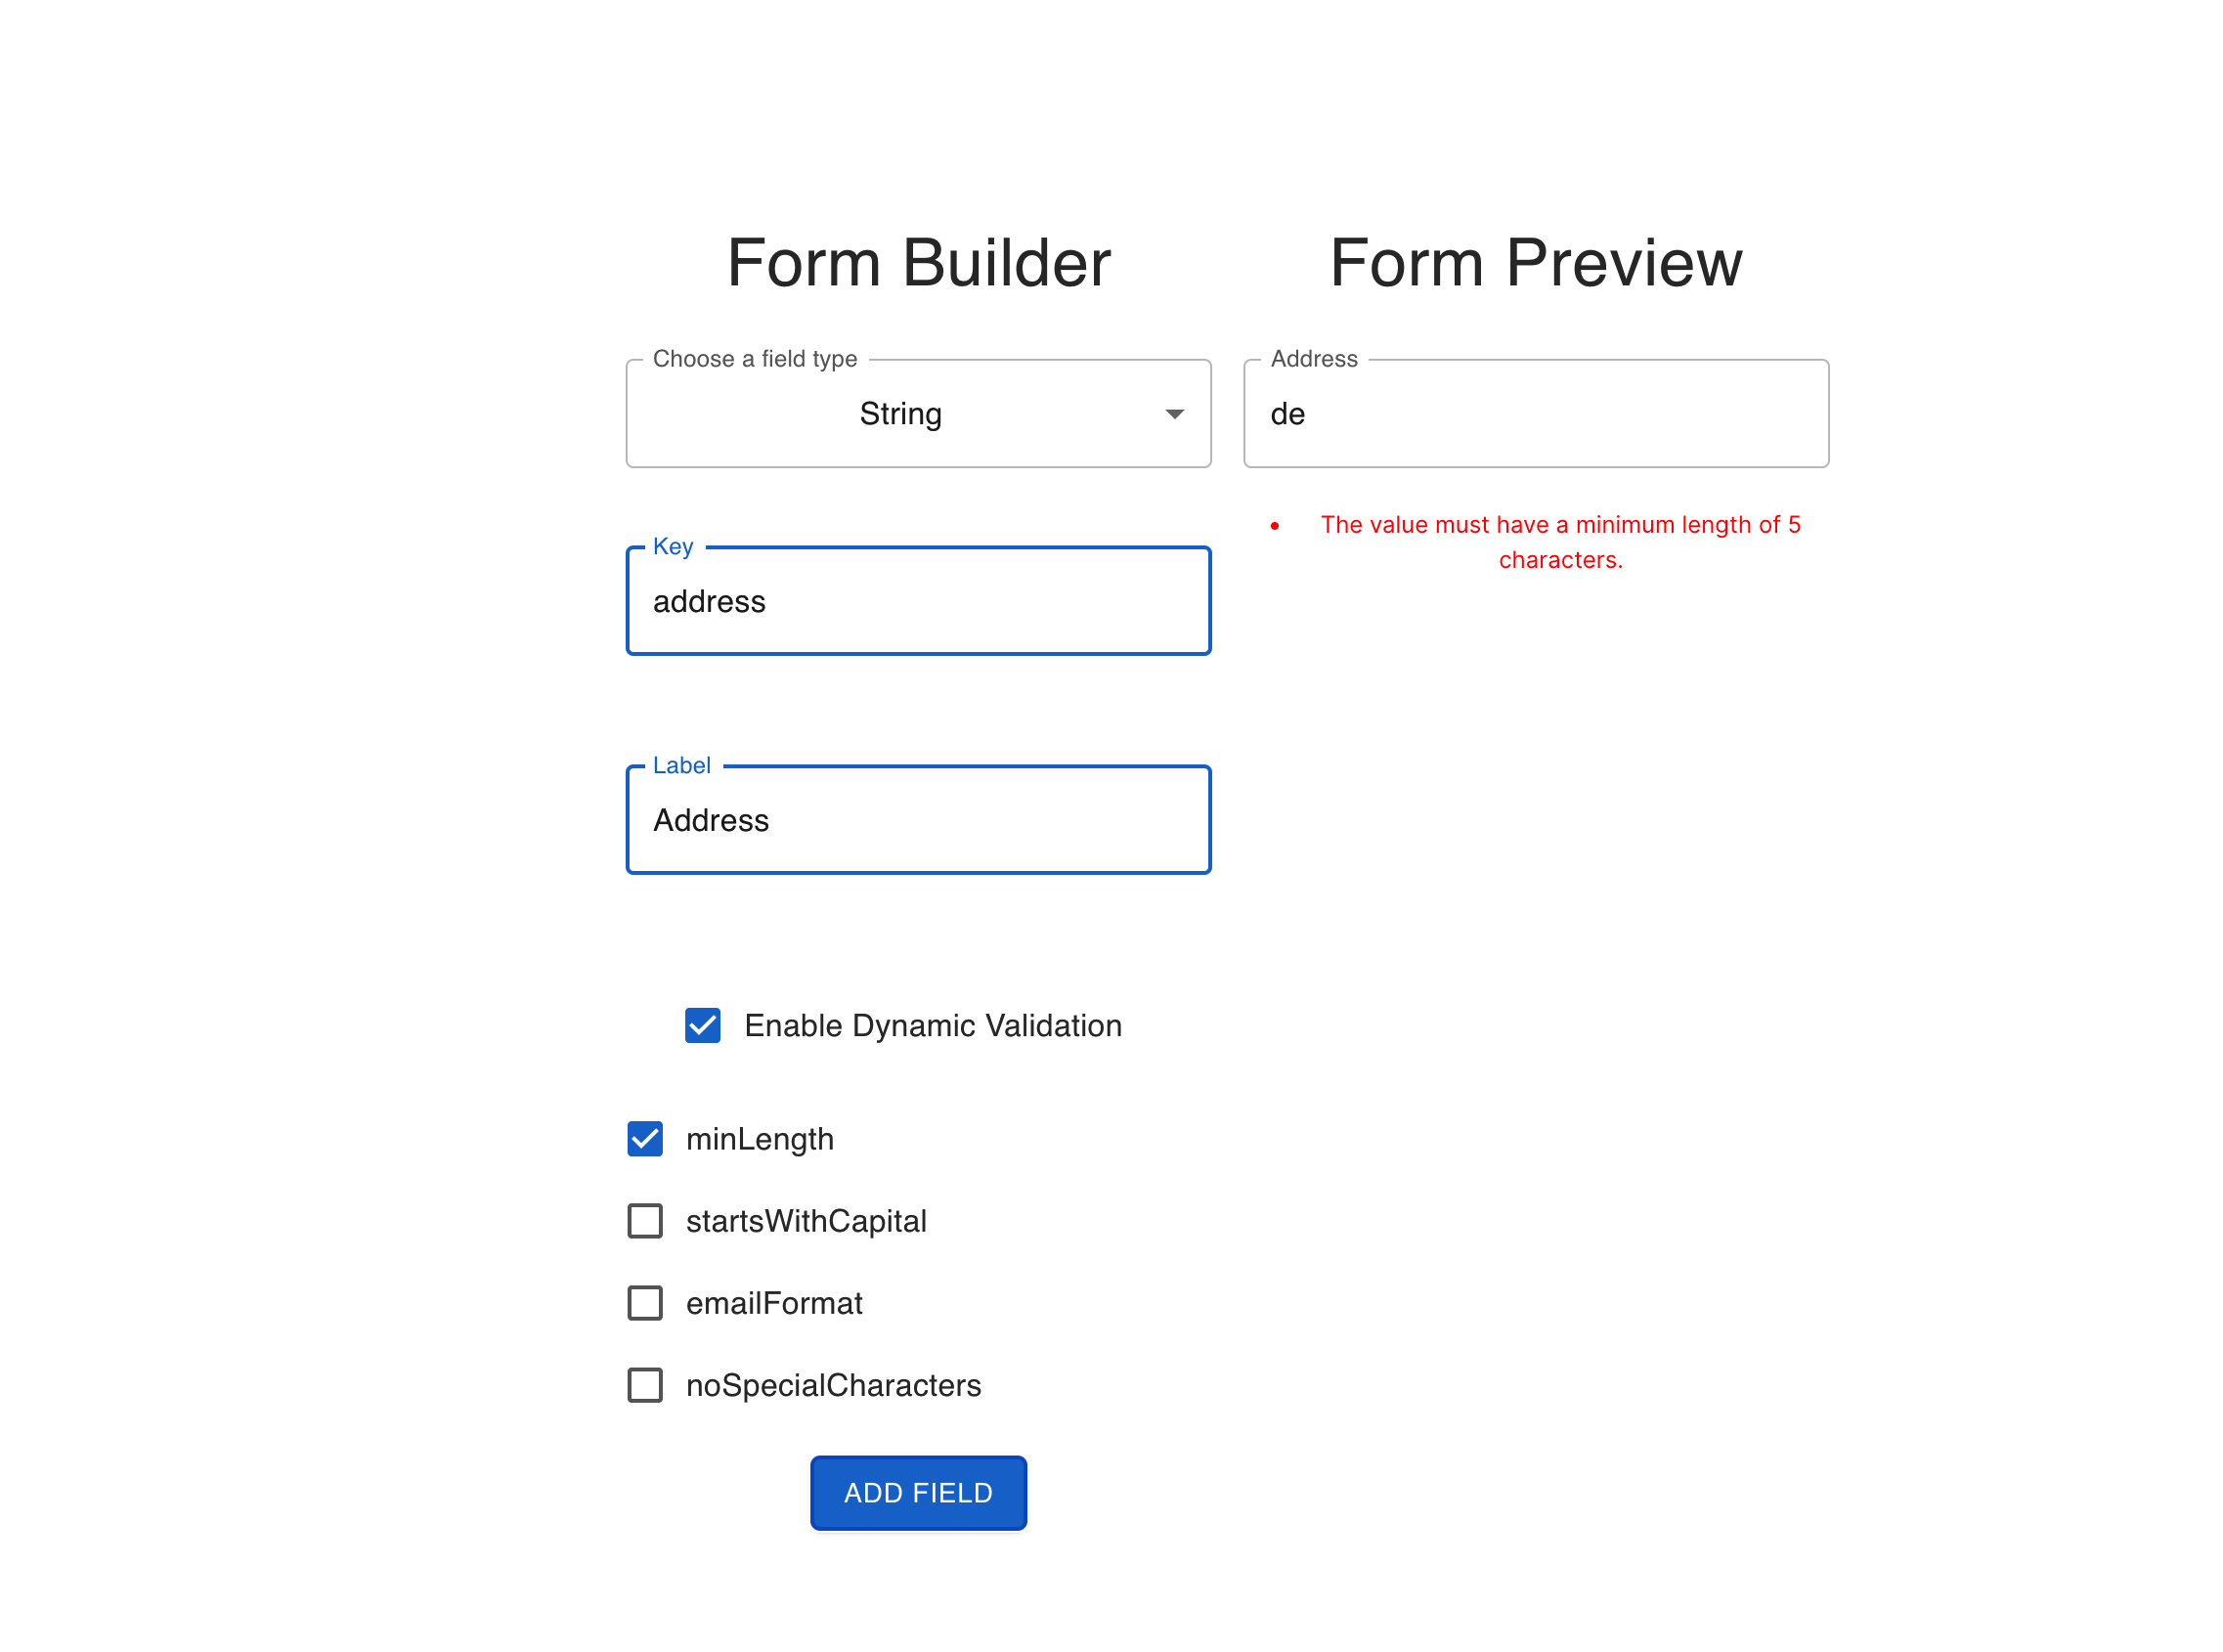 Form Builder
Choose a field type
String
Key
address
Label
Address
Enable Dynamic Validation
minLength
startsWithCapital
emailFormat
noSpecialCharacters
ADD FIELD
Form Preview
Address
de
The value must have a minimum length of 5
characters.